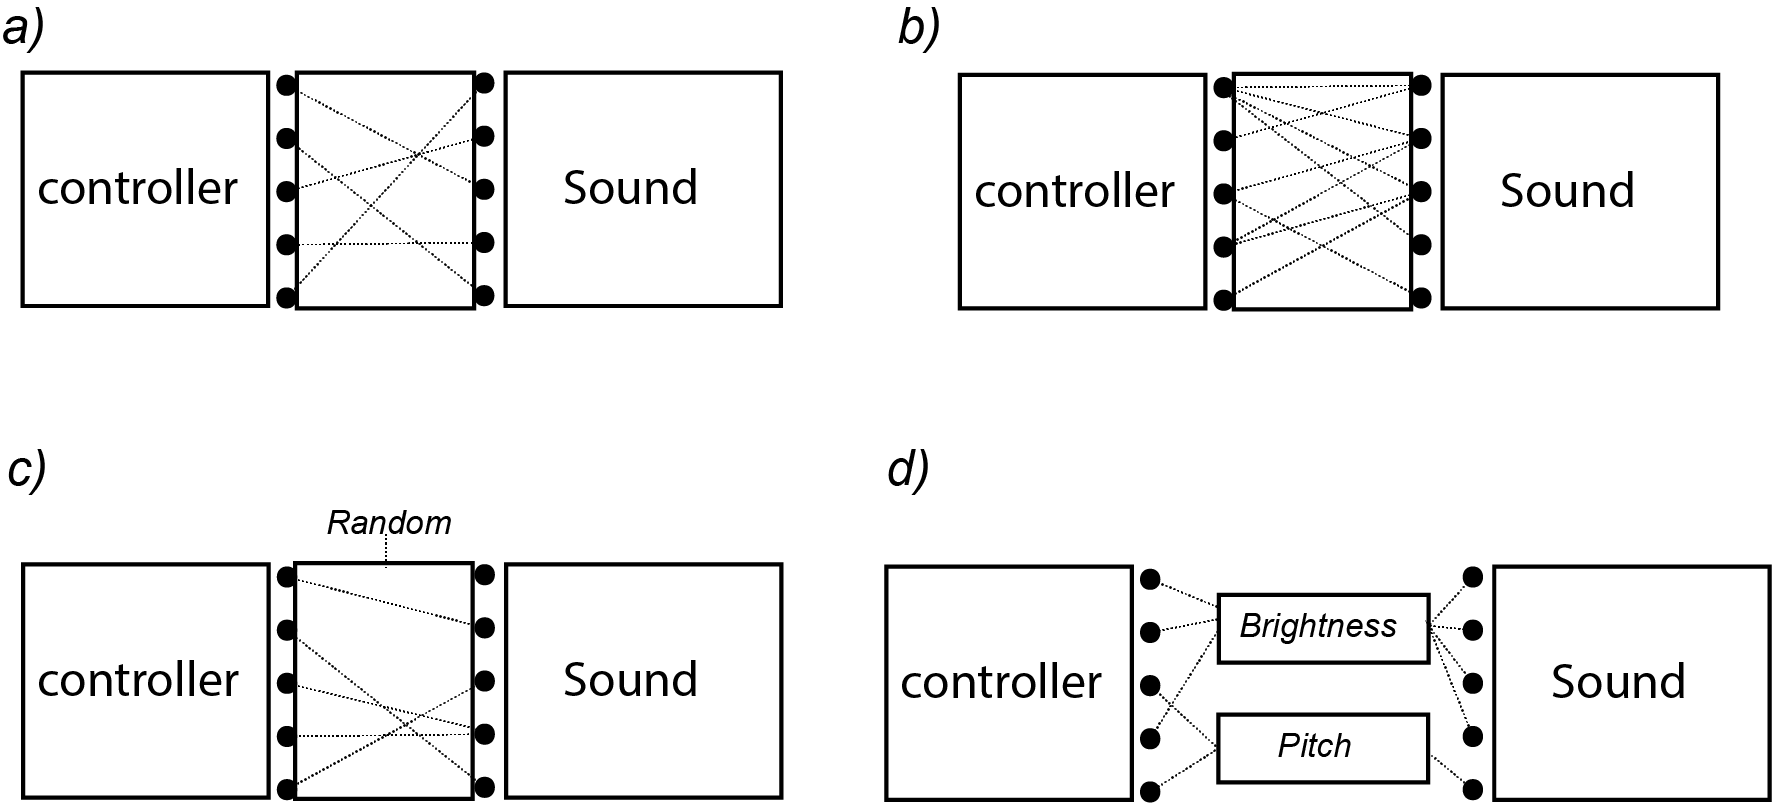 a)
b)
controller
Sound
controller
Sound
c)
d)
Random
controller
Sound
controller
Brightness
Pitch
Sound